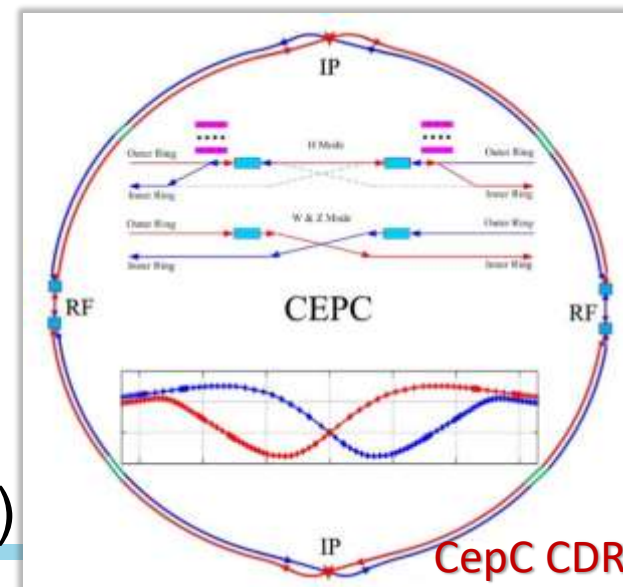 IP
H Mode
Outer Ring Outer Ring
Inner Ring Inner Ring
W & Z Mode
Outer Ring Outer Ring
Inner Ring Inner Ring
RF CEPC RF
)
IP
CepC CDR